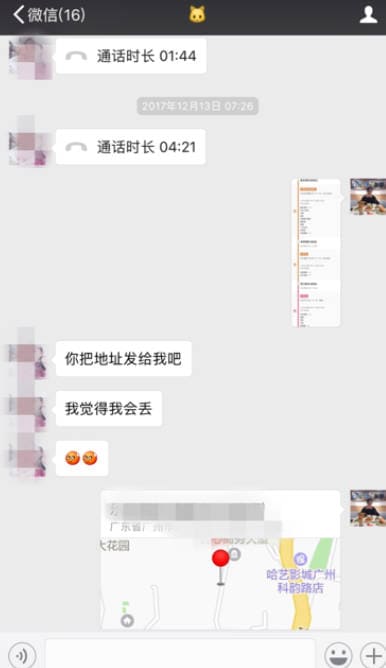 微信(16)
通话时长 01:44
2017年12月13日 07:26
通话时长 04:21
你把地址发给我吧
我觉得我会丢
广东省广州市
大花园
哈艺影城广州
科韵路店